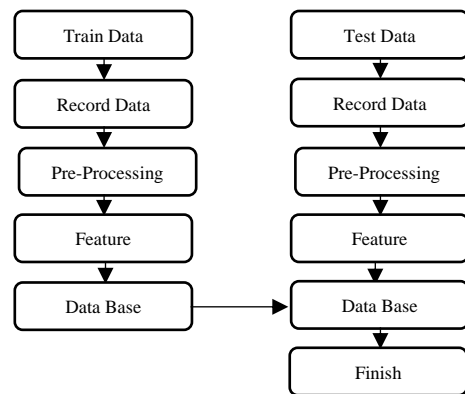 Train Data
Record Data
Pre-Processing
Feature
Data Base
Test Data
Record Data
Pre-Processing
Feature
Data Base
Finish